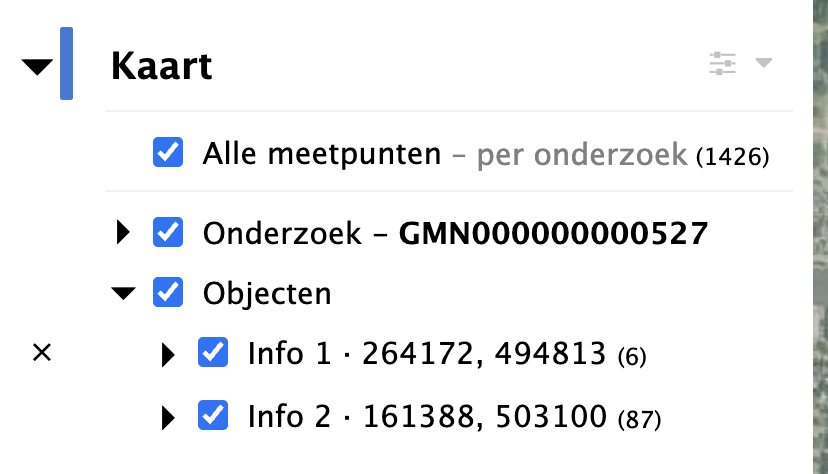 Kaart
Alle meetpunten – per onderzoek (1426)
Onderzoek – GMN000000000527
Objecten
Info 1 · 264172, 494813 (6)
Info 2 · 161388, 503100 (87)